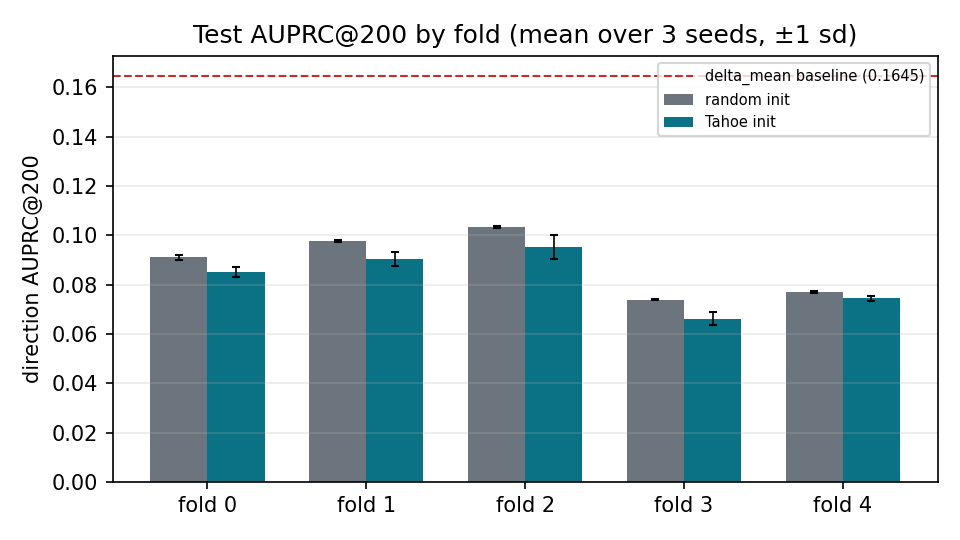 Test AUPRC@200 by fold (mean over 3 seeds, ±1 sd)
delta_mean baseline (0.1645)
random init
Tahoe init
direction AUPRC@200
0.16
0.14
0.12
0.10
0.08
0.06
0.04
0.02
0.00
fold 0 fold 1 fold 2 fold 3 fold 4